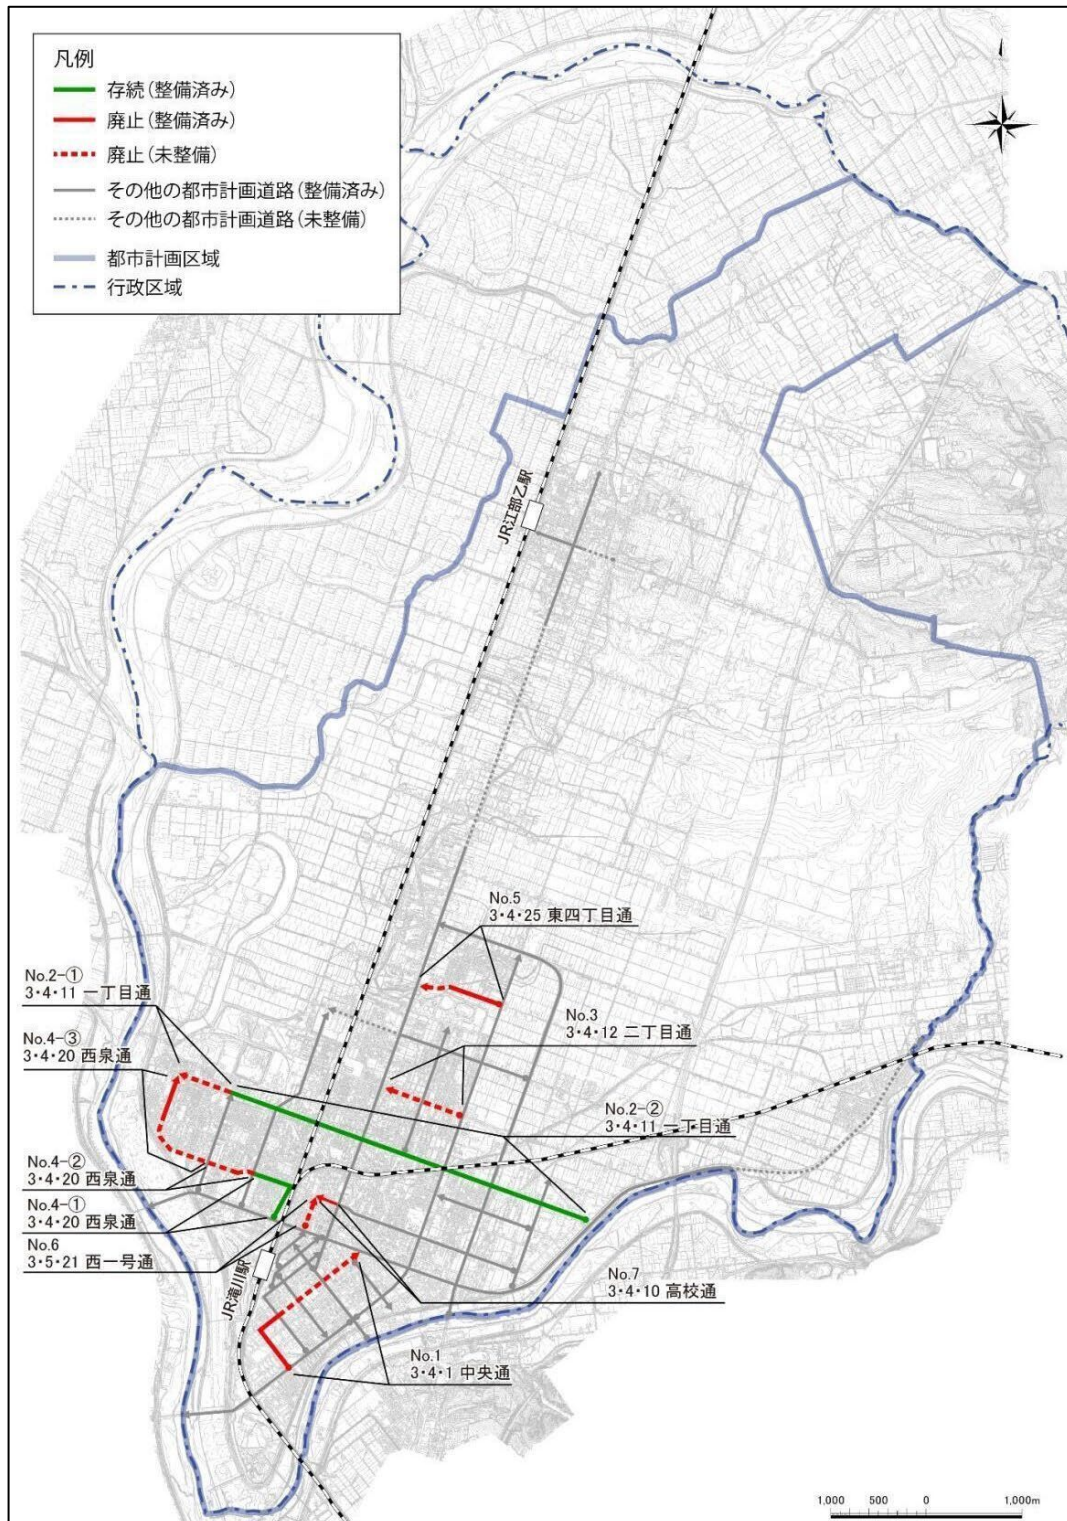 凡例
存続(整備済み)
廃止(整備済み)
廃止(未整備)
その他の都市計画道路(整備済み)
その他の都市計画道路(未整備)
都市計画区域
行政区域
JR江部乙駅
No.5
3・4・25 東四丁目通
No.2-①
3・4・11 一丁目通
No.3
3・4・12 二丁目通
No.4-③
3・4・20 西泉通
No.2-②
3・4・11 一丁目通
No.4-②
3・4・20 西泉通
No.4-①
3・4・20 西泉通
No.6
3・5・21 西一号通
JR滝川駅
No.7
3・4・10 高校通
No.1
3・4・1 中央通
1,000 500 0 1,000m